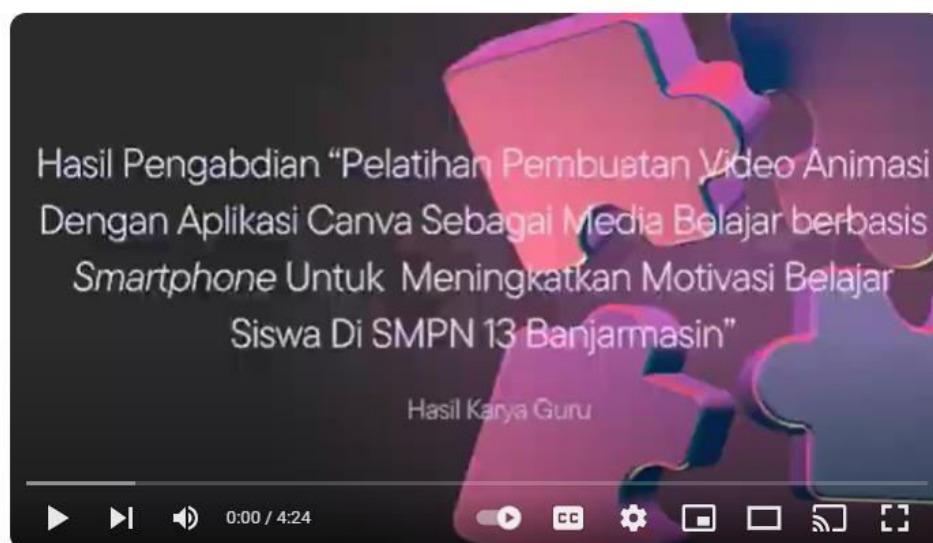 Hasil Pengabdian “Pelatihan Pembuatan Video Animasi
Dengan Aplikasi Canva Sebagai Media Belajar berbasis
Smartphone Untuk Meningkatkan Motivasi Belajar
Siswa Di SMPN 13 Banjarmasin”
Hasil Karya Guru
0:00 / 4:24
CC